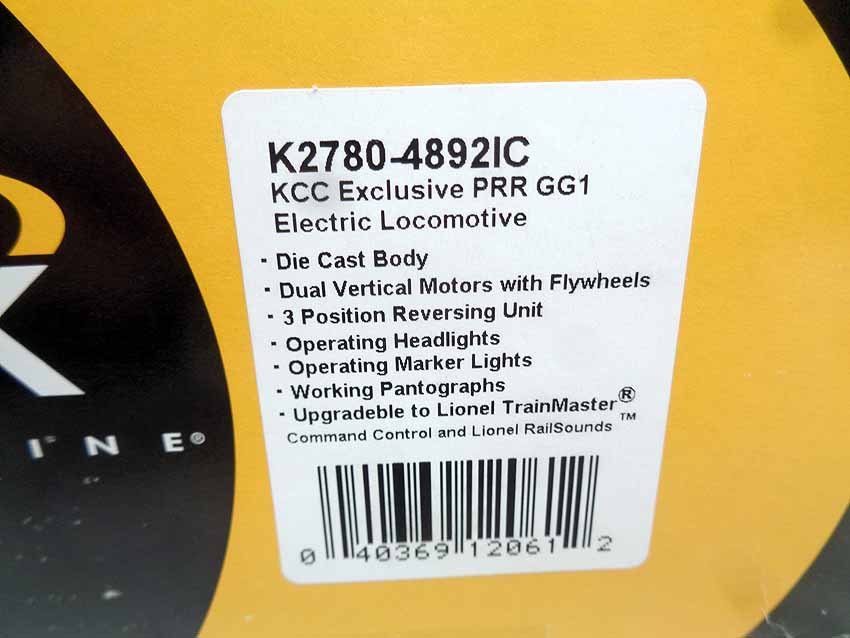 K2780-4892IC
KCC Exclusive PRR GG1
Electric Locomotive
· Die Cast Body
· Dual Vertical Motors with Flywheels
· 3 Position Reversing Unit
· Operating Headlights
· Operating Marker Lights
· Working Pantographs
· Upgradeble to Lionel TrainMaster®
Command Control and Lionel RailSounds™
0 40369 12061 2
K
I N E®